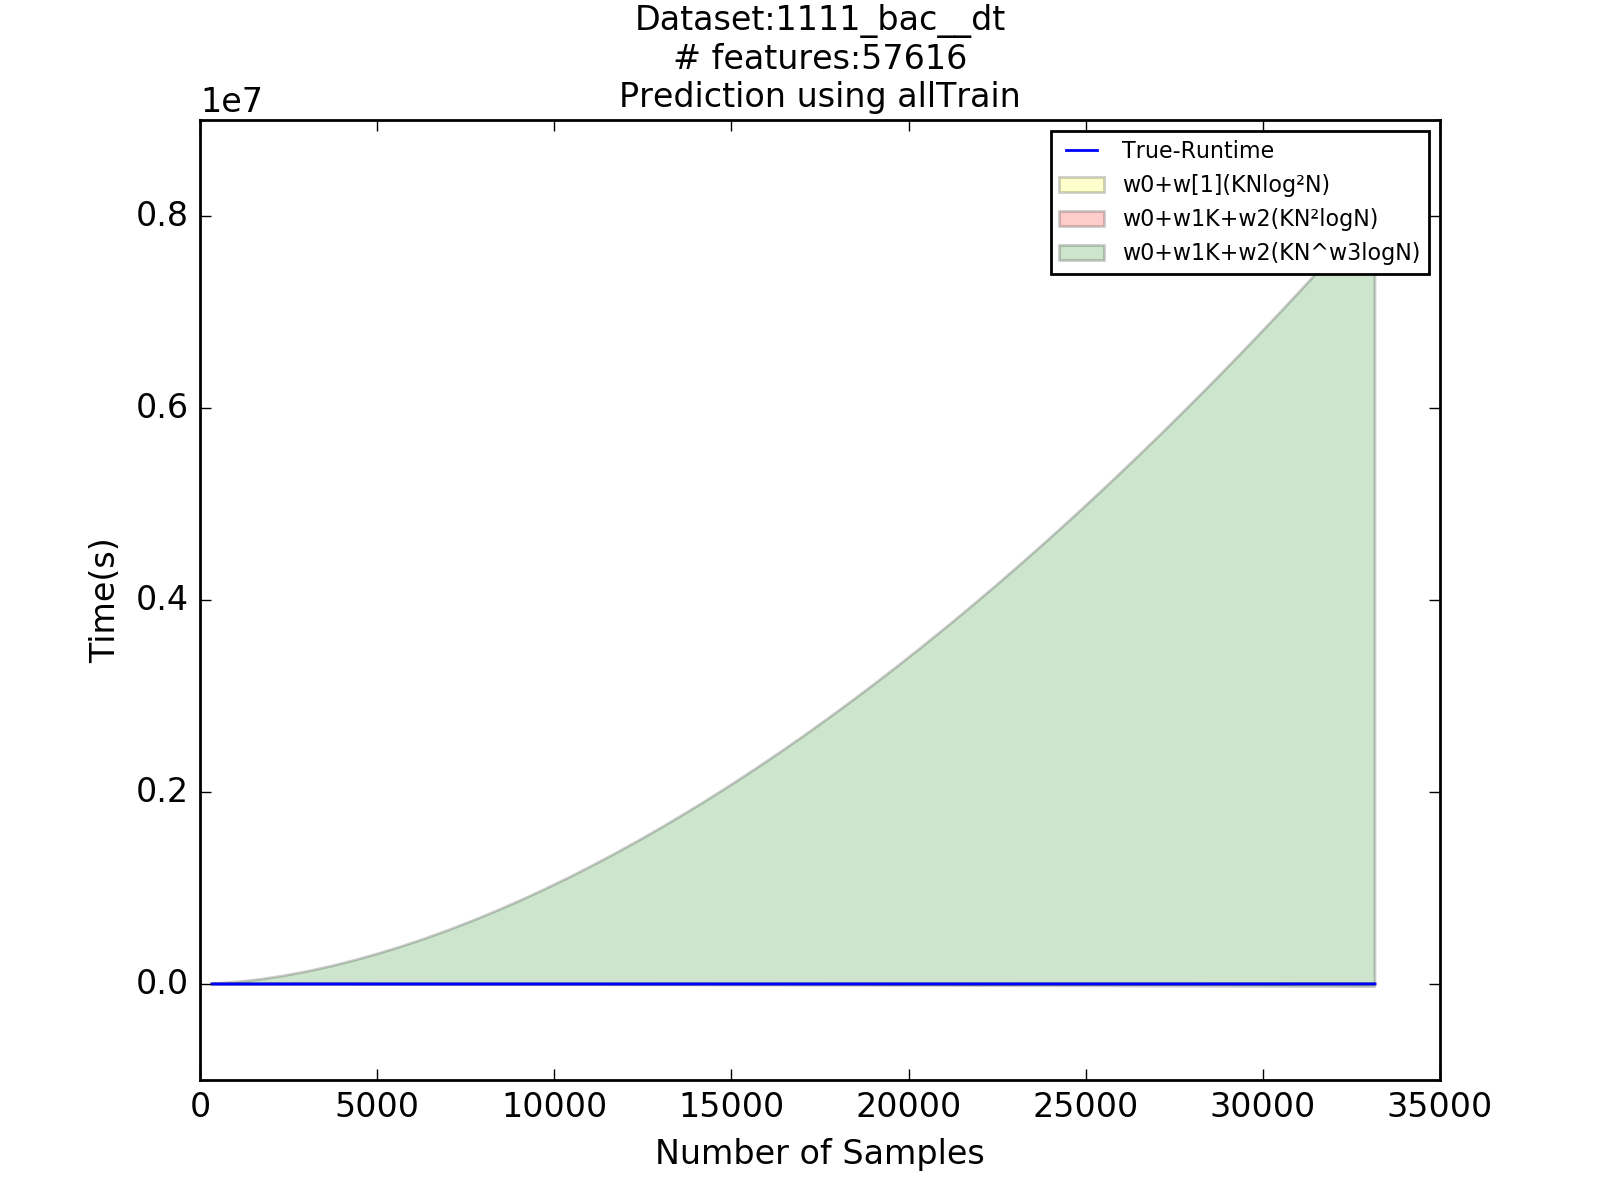 Dataset:1111_bac__dt
# features:57616
Prediction using allTrain
1e7
True-Runtime
w0+w[1](KNlog²N)
w0+w1K+w2(KN²logN)
w0+w1K+w2(KN^w3logN)
0.8
0.6
0.4
0.2
0.0
Time(s)
0 5000 10000 15000 20000 25000 30000 35000
Number of Samples